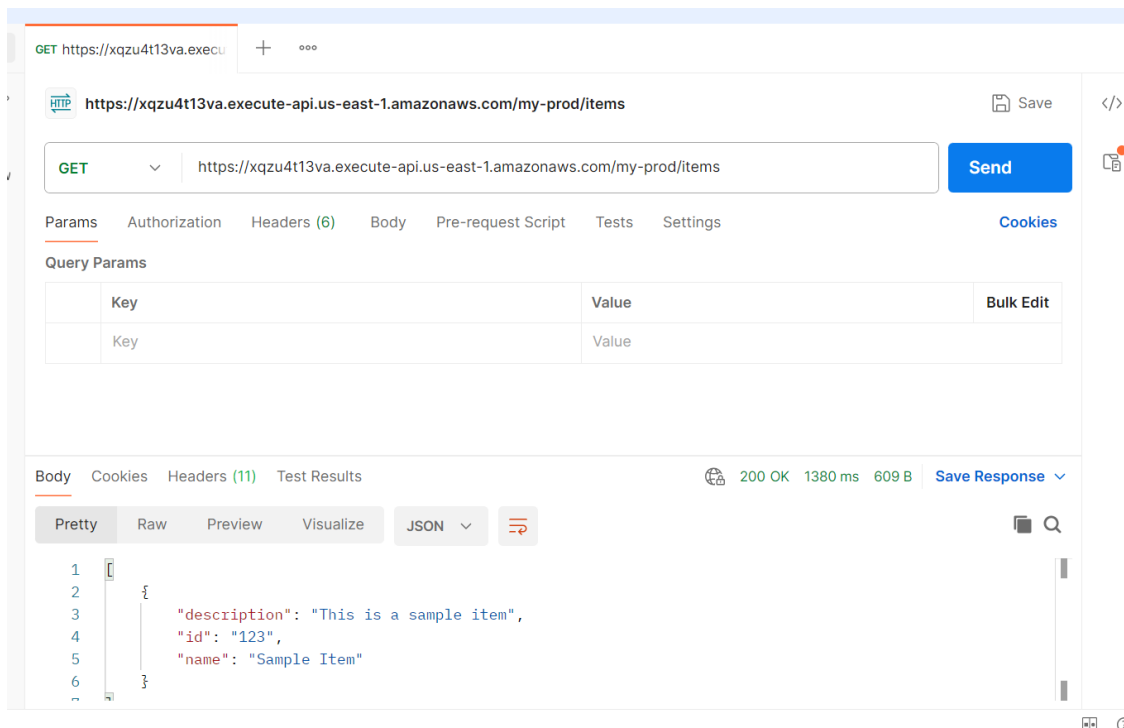 GET https://xqzu4t13va.execu
HTTP https://xqzu4t13va.execute-api.us-east-1.amazonaws.com/my-prod/items Save </>
GET https://xqzu4t13va.execute-api.us-east-1.amazonaws.com/my-prod/items Send
Params Authorization Headers (6) Body Pre-request Script Tests Settings Cookies
Query Params
Key Value Bulk Edit
Key Value
Body Cookies Headers (11) Test Results 200 OK 1380 ms 609 B Save Response
Pretty Raw Preview Visualize JSON
1 [
2 {
3 "description": "This is a sample item",
4 "id": "123",
5 "name": "Sample Item"
6 }